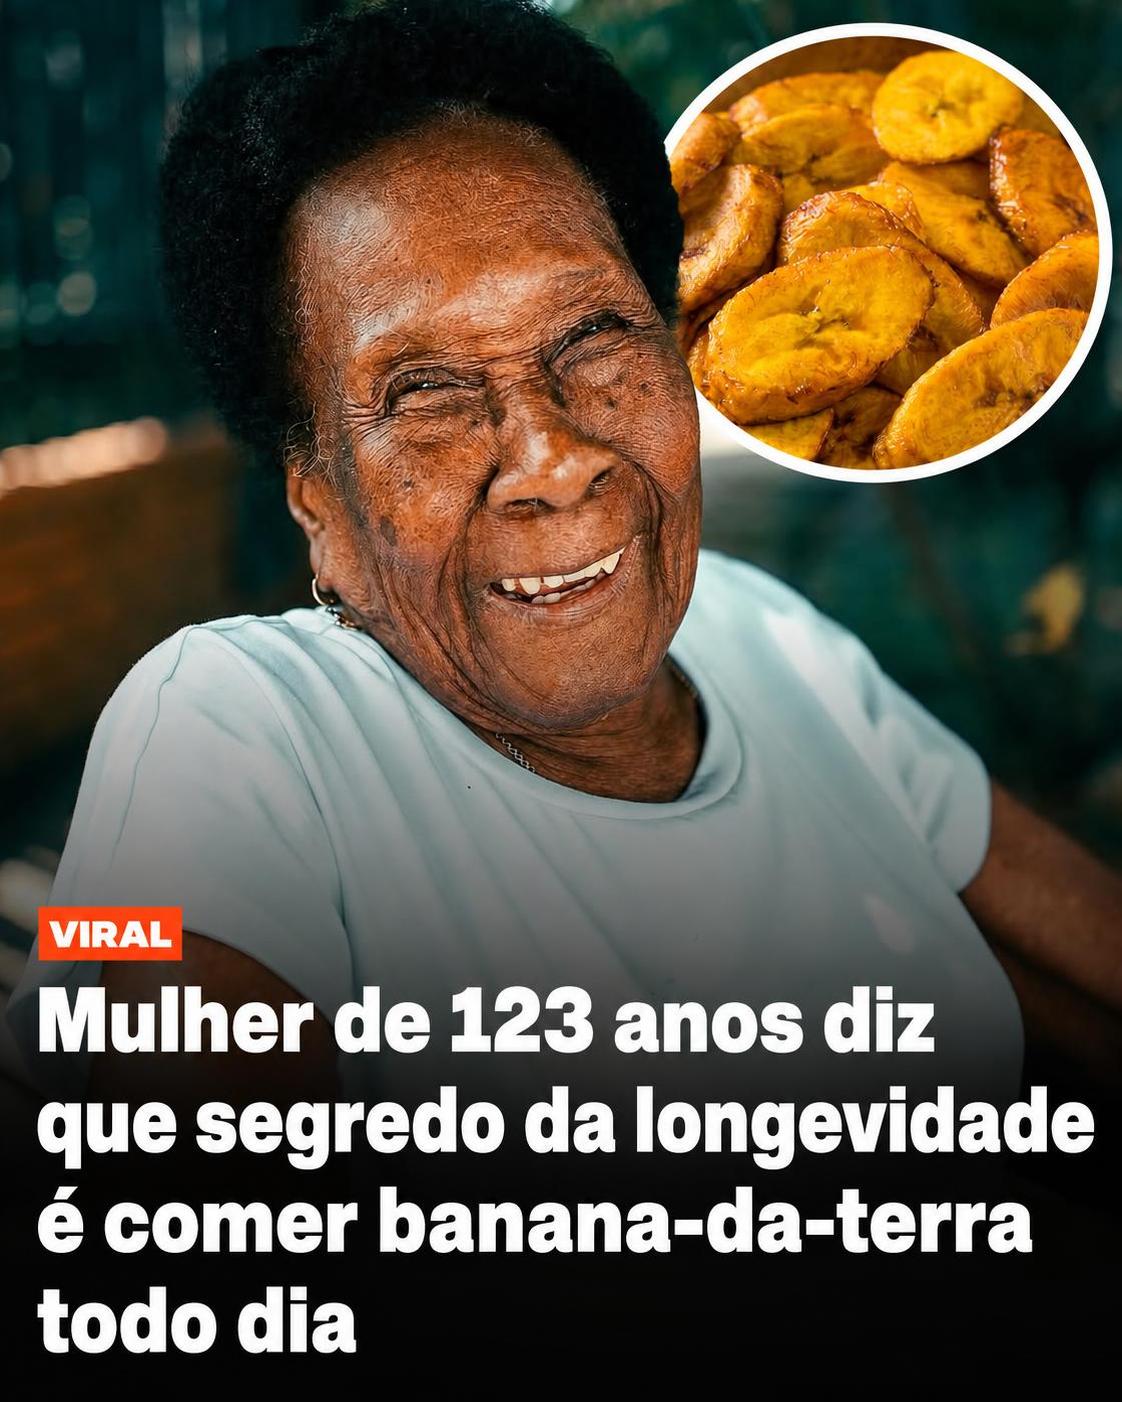 VIRAL
Mulher de 123 anos diz
que segredo da longevidade
é comer banana-da-terra
todo dia